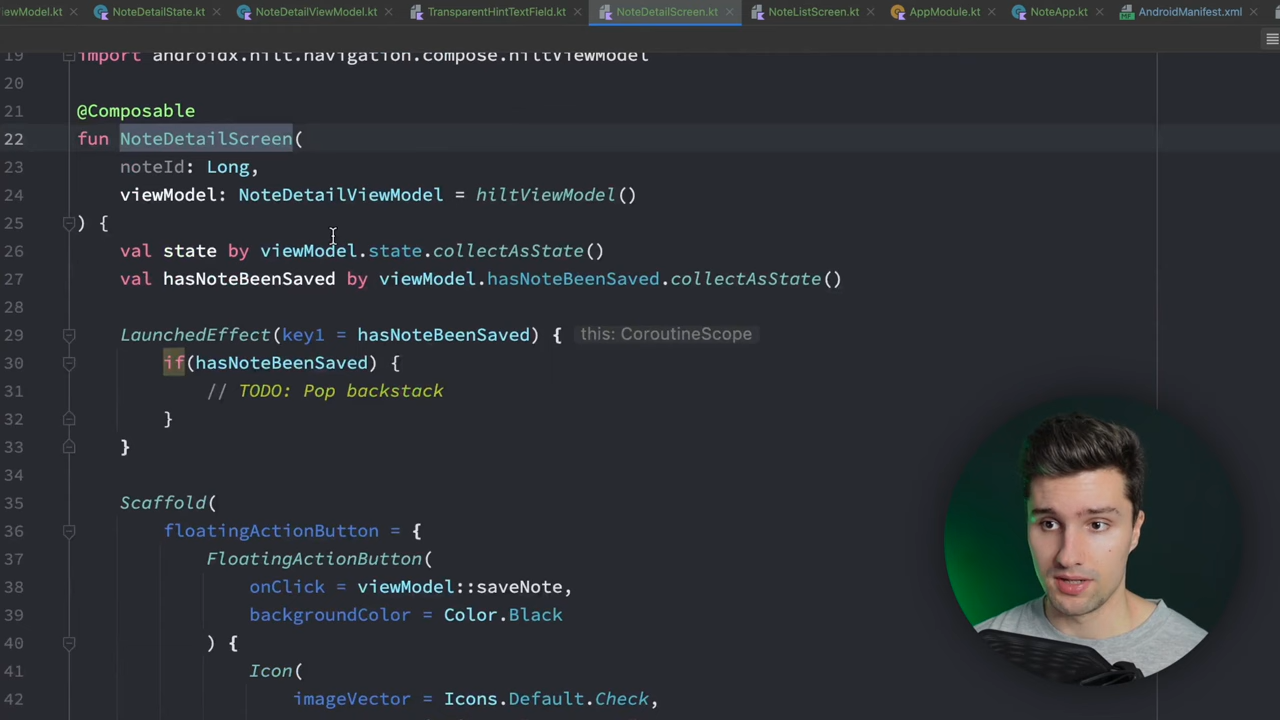 iewModel.kt NoteDetailState.kt NoteDetailViewModel.kt TransparentHintTextField.kt NoteDetailScreen.kt NoteListScreen.kt AppModule.kt NoteApp.kt AndroidManifest.xml
19 import androidx.hilt.navigation.compose.hiltViewModel
20
21 @Composable
22 fun NoteDetailScreen(
23 noteId: Long,
24 viewModel: NoteDetailViewModel = hiltViewModel()
25 ) {
26 val state by viewModel.state.collectAsState()
27 val hasNoteBeenSaved by viewModel.hasNoteBeenSaved.collectAsState()
28
29 LaunchedEffect(key1 = hasNoteBeenSaved) { this: CoroutineScope
30 if(hasNoteBeenSaved) {
31 // TODO: Pop backstack
32 }
33 }
34
35 Scaffold(
36 floatingActionButton = {
37 FloatingActionButton(
38 onClick = viewModel::saveNote,
39 backgroundColor = Color.Black
40 ) {
41 Icon(
42 imageVector = Icons.Default.Check,